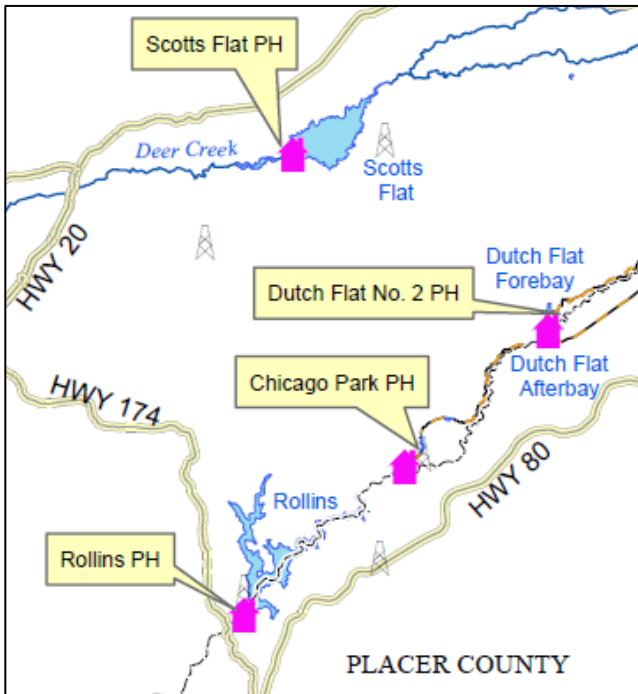 Scotts Flat PH
Deer Creek
Scotts
Flat
HWY 20
Dutch Flat
Forebay
Dutch Flat No. 2 PH
Dutch Flat
Afterbay
Chicago Park PH
HWY 174
HWY 80
Rollins
Rollins PH
PLACER COUNTY